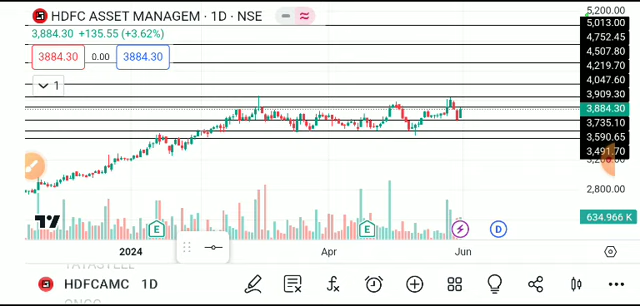 HDFC ASSET MANAGEM · 1D · NSE
3,884.30 +135.55 (+3.62%)
3884.30 0.00 3884.30
1
5,200.00
5,013.00
4,752.45
4,507.80
4,219.70
4,047.60
3,909.30
3,884.30
3,735.10
3,590.65
3,491.70
2,800.00
634.966 K
E E D
2024 Apr Jun
HDFCAMC 1D